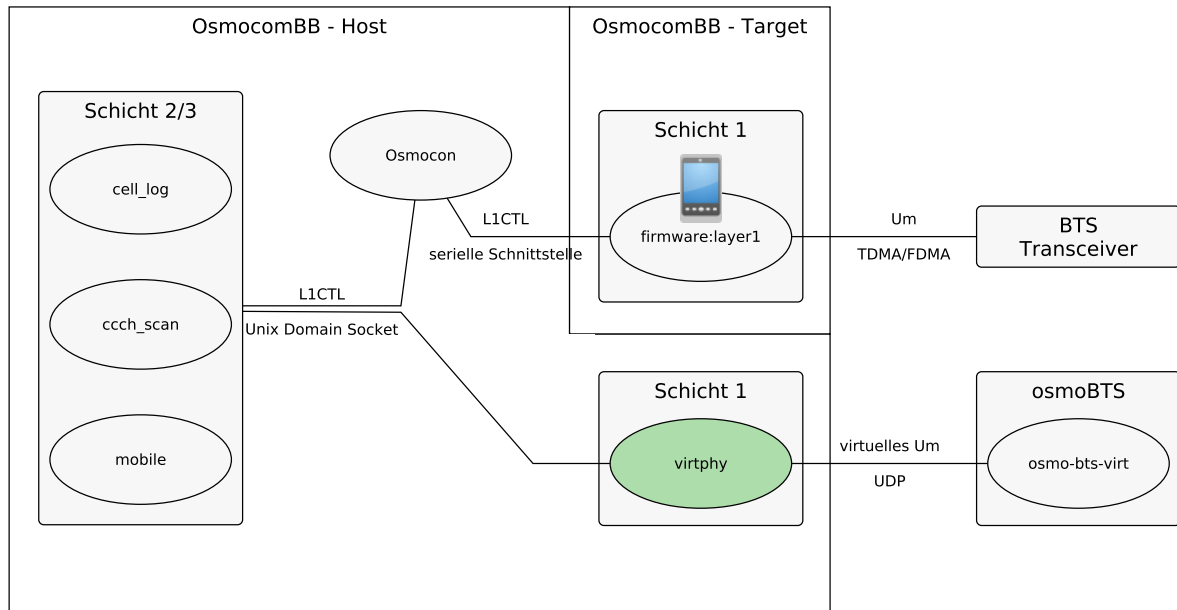 OsmocomBB - Host
OsmocomBB - Target
Schicht 2/3
cell_log
ccch_scan
mobile
Osmocon
L1CTL
serielle Schnittstelle
L1CTL
Unix Domain Socket
Schicht 1
firmware:layer1
Um
TDMA/FDMA
BTS
Transceiver
Schicht 1
virtphy
virtuelles Um
UDP
osmoBTS
osmo-bts-virt